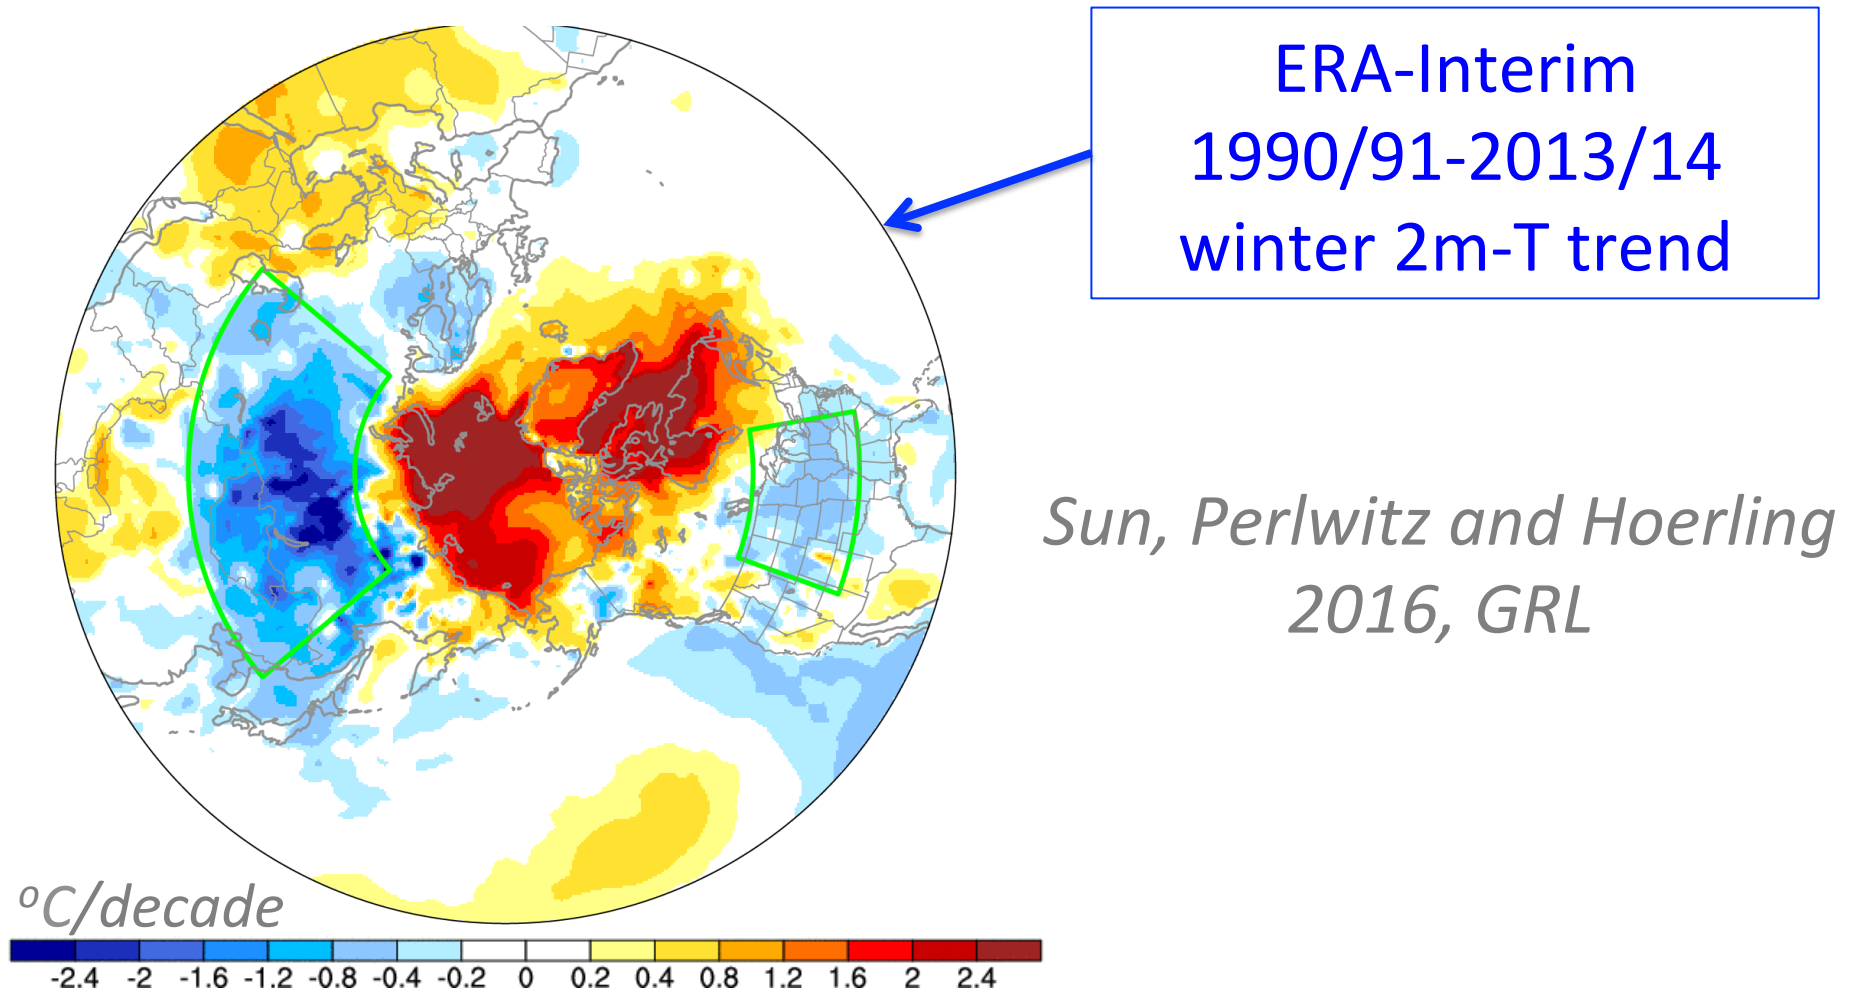 ERA-Interim
1990/91-2013/14
winter 2m-T trend
Sun, Perlwitz and Hoerling
2016, GRL
oC/decade
-2.4 -2 -1.6 -1.2 -0.8 -0.4 -0.2 0 0.2 0.4 0.8 1.2 1.6 2 2.4